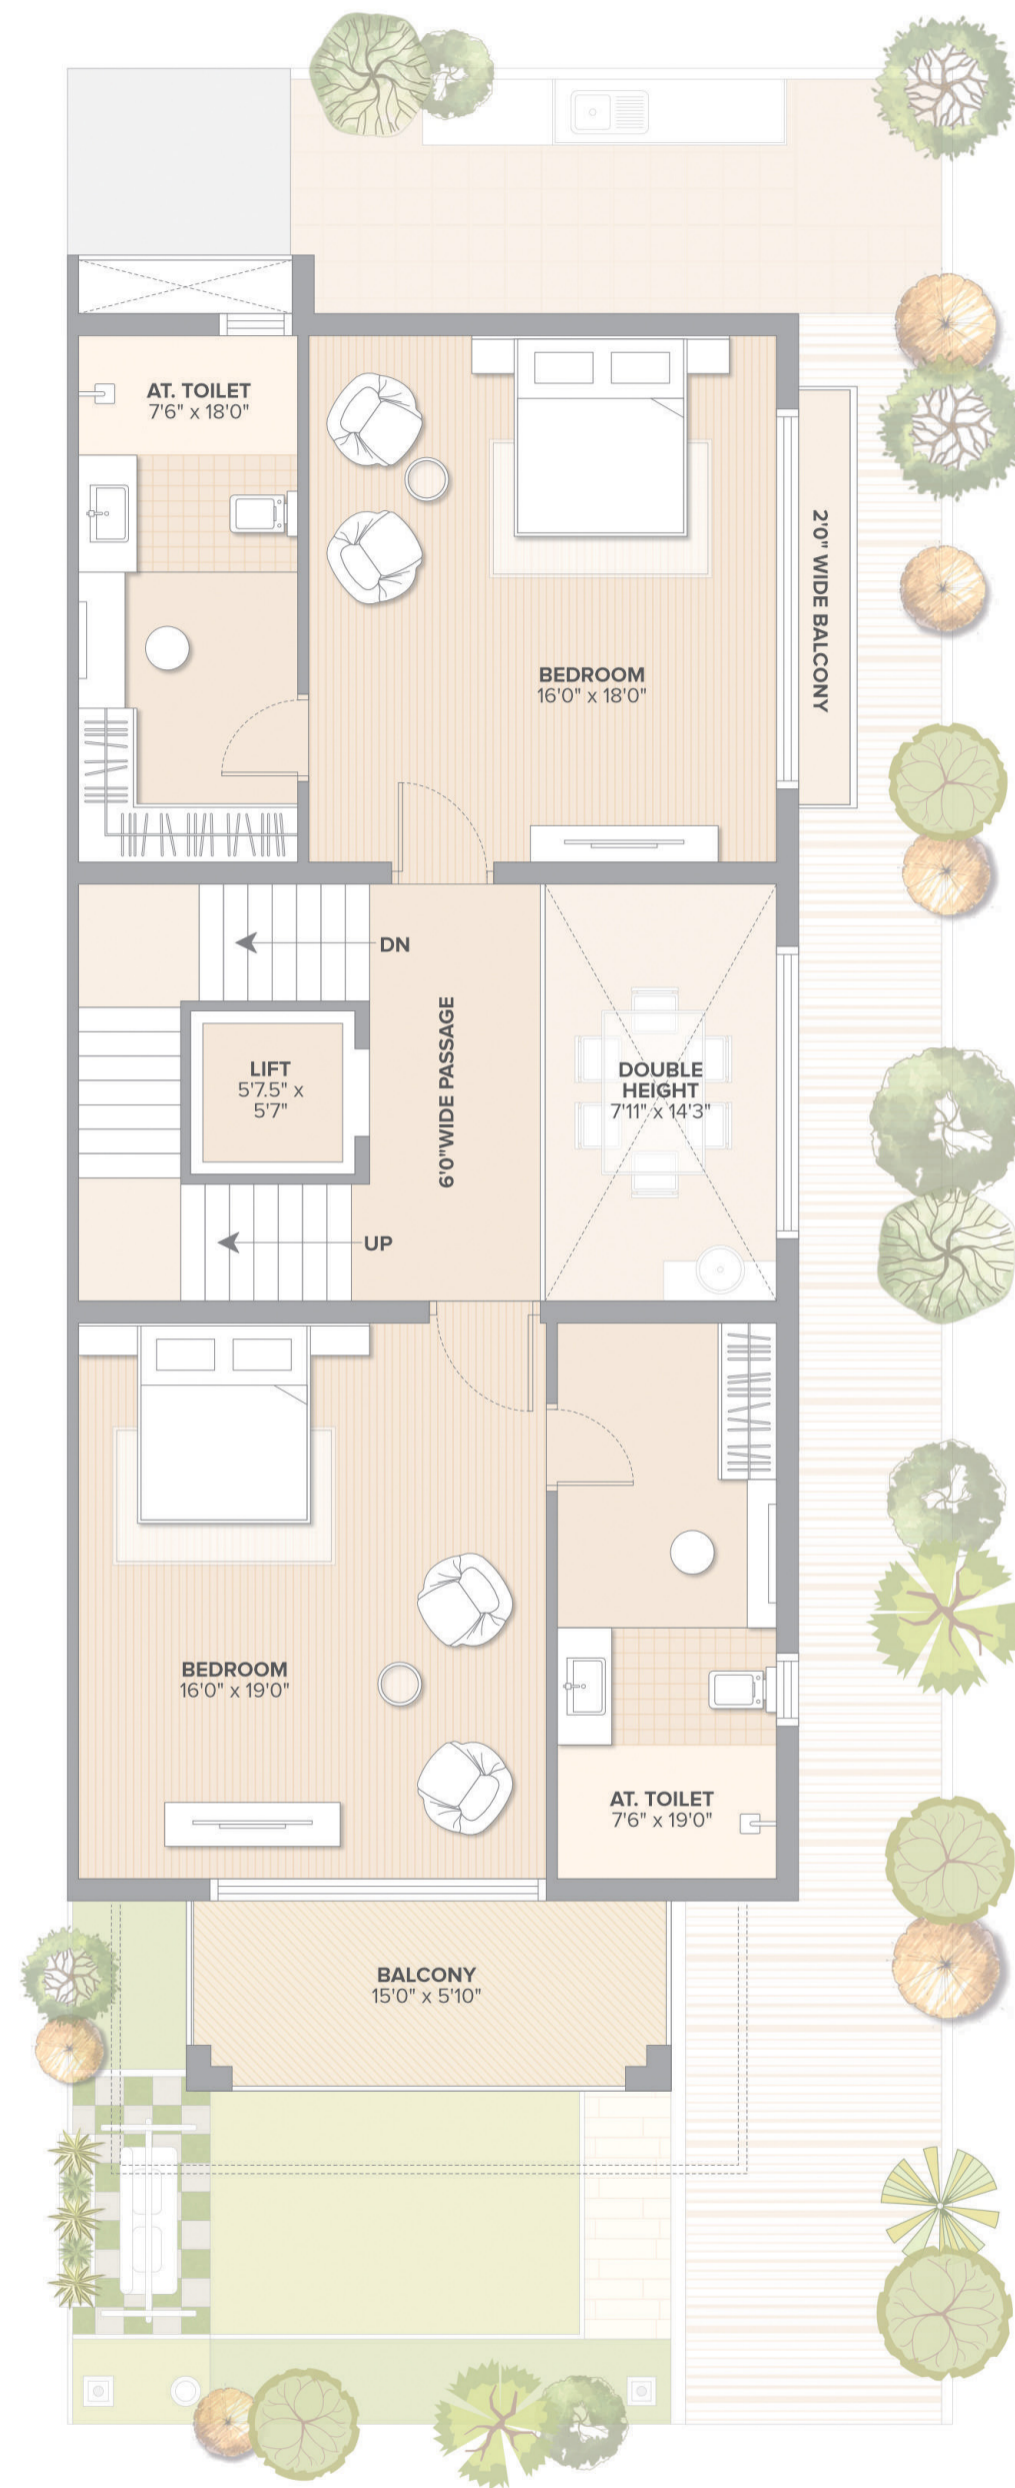 AT. TOILET
7'6" x 18'0"
2'0" WIDE BALCONY
BEDROOM
16'0" x 18'0"
DN
6'0"WIDE PASSAGE
LIFT
5'7.5" x
5'7"
DOUBLE
HEIGHT
7'11" x 14'3"
UP
BEDROOM
16'0" x 19'0"
AT. TOILET
7'6" x 19'0"
BALCONY
15'0" x 5'10"